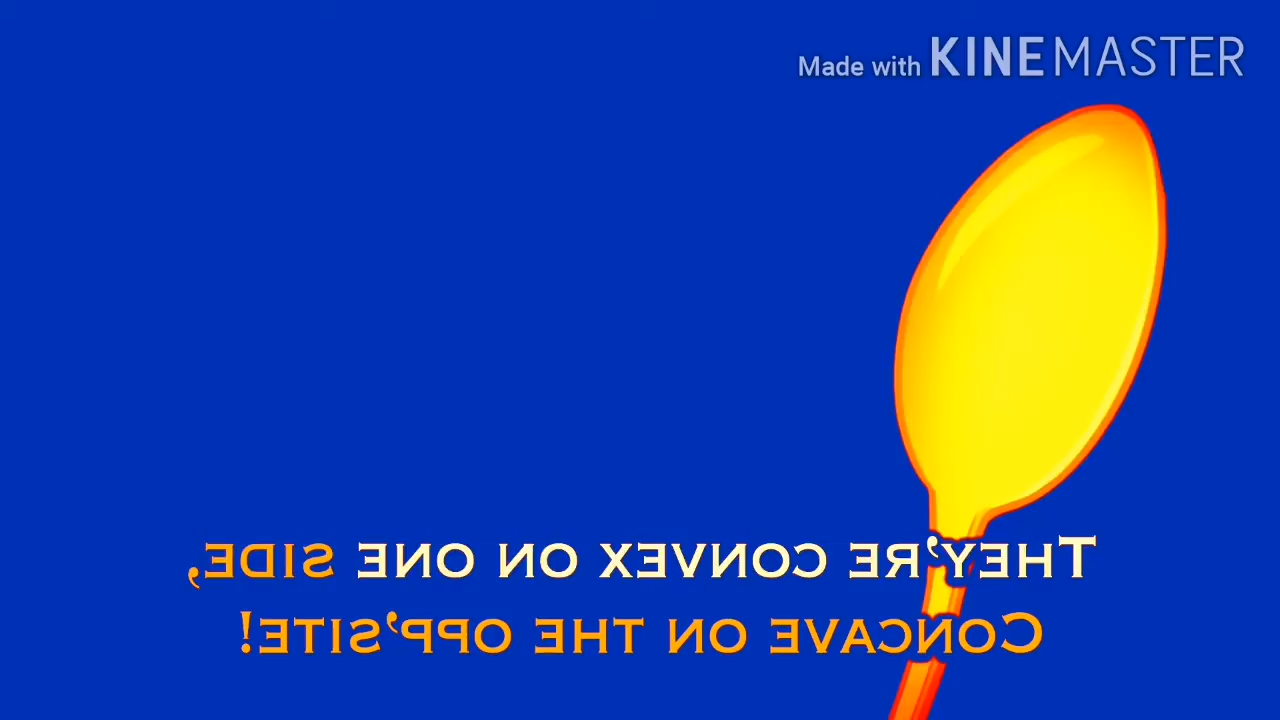 Made with KINEMASTER
They're convex on one side,
Concave on the opp'site!